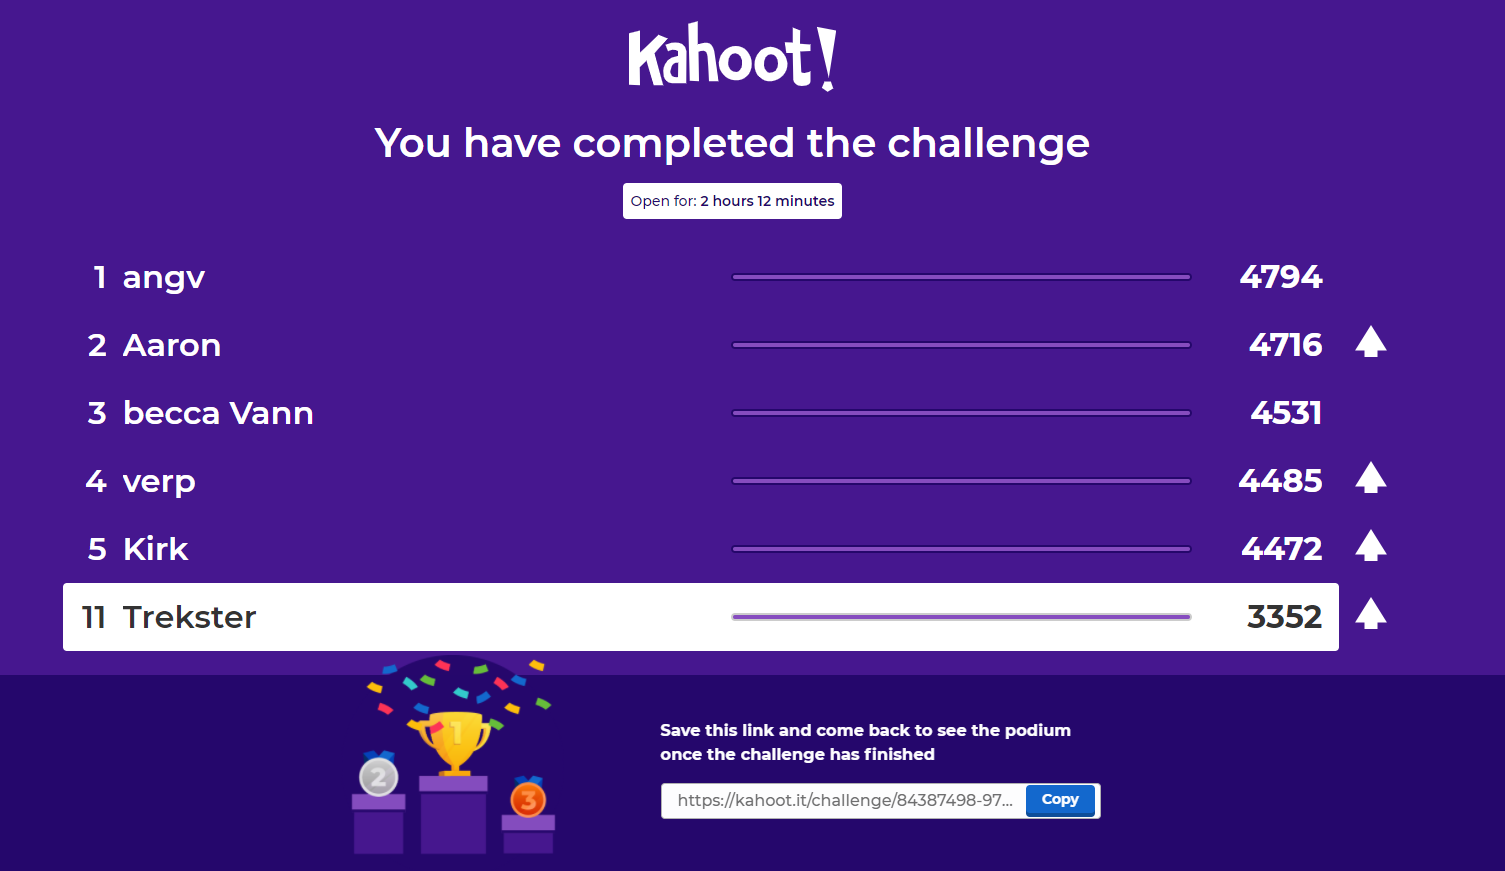 Kahoot!
You have completed the challenge
Open for: 2 hours 12 minutes
1 angv 4794
2 Aaron 4716
3 becca Vann 4531
4 verp 4485
5 Kirk 4472
11 Trekster 3352
1
2
3
Save this link and come back to see the podium
once the challenge has finished
https://kahoot.it/challenge/84387498-97... Copy